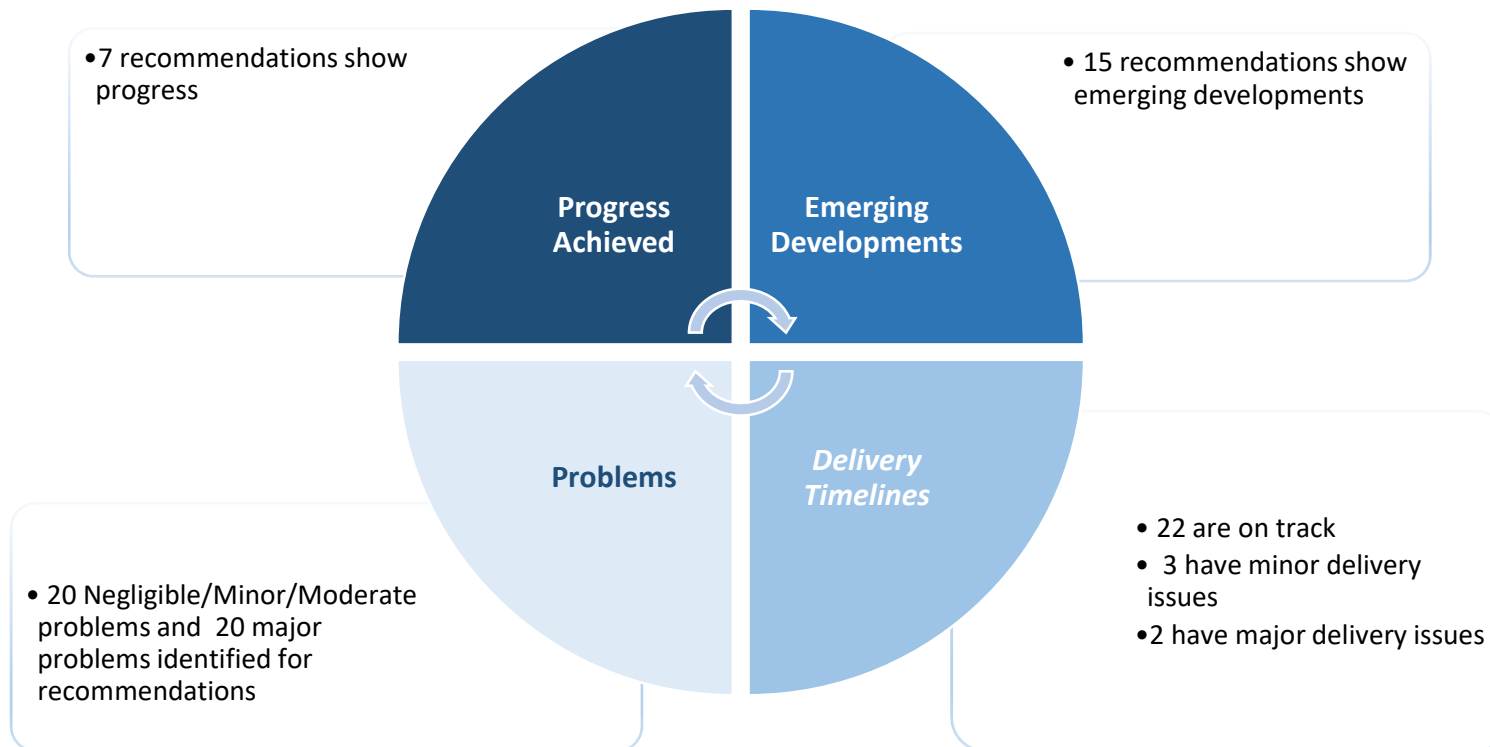 •7 recommendations show
progress
• 15 recommendations show
emerging developments
Progress
Achieved
Emerging
Developments
Problems
Delivery
Timelines
• 20 Negligible/Minor/Moderate
problems and 20 major
problems identified for
recommendations
• 22 are on track
• 3 have minor delivery
issues
•2 have major delivery issues